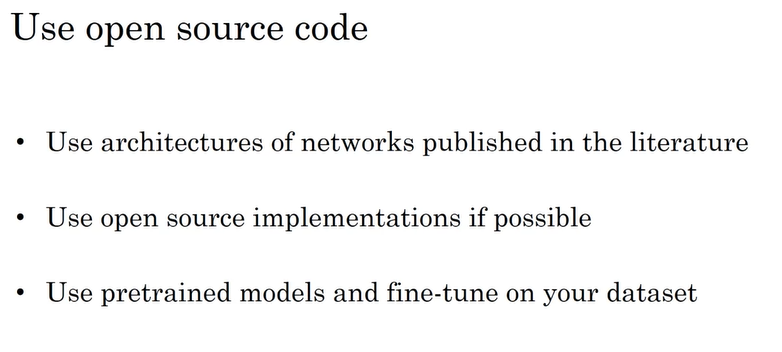 Use open source code
• Use architectures of networks published in the literature
• Use open source implementations if possible
• Use pretrained models and fine-tune on your dataset